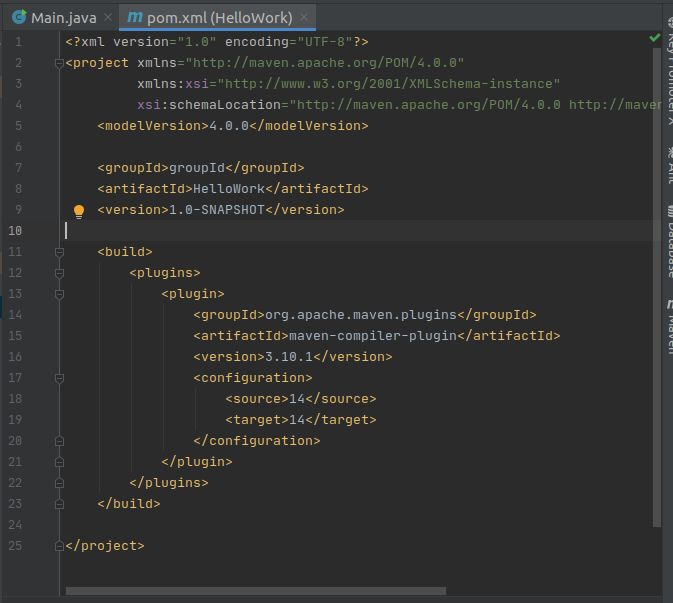 Main.java
pom.xml (HelloWork)
1 <?xml version="1.0" encoding="UTF-8"?>
2 <project xmlns="http://maven.apache.org/POM/4.0.0"
3 xmlns:xsi="http://www.w3.org/2001/XMLSchema-instance"
4 xsi:schemaLocation="http://maven.apache.org/POM/4.0.0 http://maven
5 <modelVersion>4.0.0</modelVersion>
6
7 <groupId>groupId</groupId>
8 <artifactId>HelloWork</artifactId>
9 <version>1.0-SNAPSHOT</version>
10
11 <build>
12 <plugins>
13 <plugin>
14 <groupId>org.apache.maven.plugins</groupId>
15 <artifactId>maven-compiler-plugin</artifactId>
16 <version>3.10.1</version>
17 <configuration>
18 <source>14</source>
19 <target>14</target>
20 </configuration>
21 </plugin>
22 </plugins>
23 </build>
24
25 </project>
Key Promoter X
Ant
Database
Maven